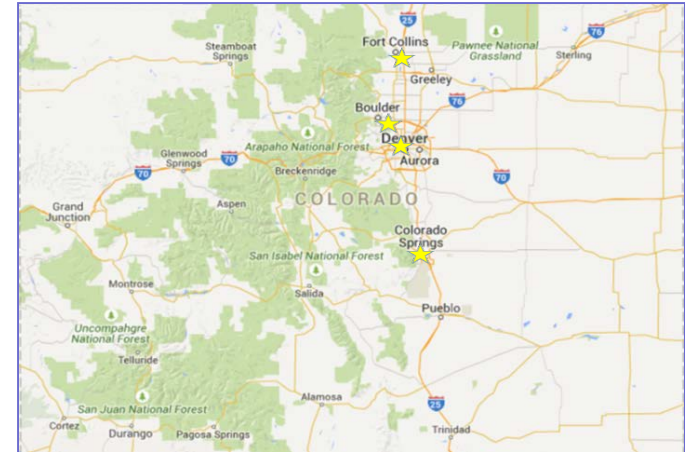 25
76
Fort Collins
Pawnee National
Grassland
Steamboat
Springs
Sterling
Greeley
76
Boulder
Denver
Arapaho National Forest
Aurora
Glenwood
Springs
70
70
Breckenridge
70
COLORADO
Grand
Junction
Aspen
Colorado
Springs
San Isabel National Forest
Montrose
Salida
Pueblo
Uncompahgre
National Forest
Telluride
Alamosa
25
San Juan National Forest
Cortez
Durango
Pagosa Springs
Trinidad